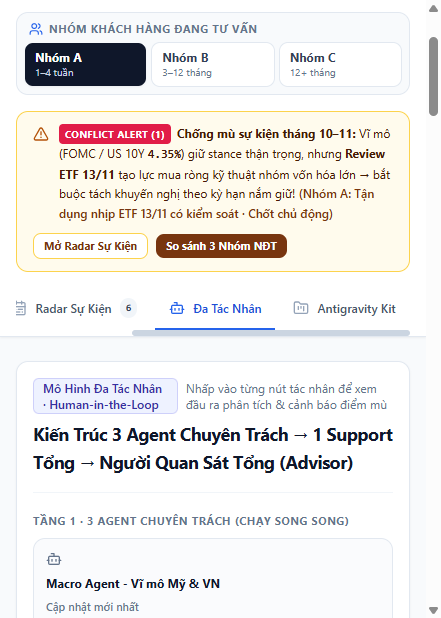 NHÓM KHÁCH HÀNG ĐANG TƯ VẤN
Nhóm A
1–4 tuần
Nhóm B
3–12 tháng
Nhóm C
12+ tháng
CONFLICT ALERT (1) Chống mù sự kiện tháng 10–11: Vĩ mô
(FOMC / US 10Y 4.35%) giữ stance thận trọng, nhưng Review
ETF 13/11 tạo lực mua ròng kỹ thuật nhóm vốn hóa lớn → bắt
buộc tách khuyến nghị theo kỳ hạn nắm giữ! (Nhóm A: Tận
dụng nhịp ETF 13/11 có kiểm soát · Chốt chủ động)
Mở Radar Sự Kiện
So sánh 3 Nhóm NĐT
Radar Sự Kiện 6
Đa Tác Nhân
Antigravity Kit
Mô Hình Đa Tác Nhân
· Human-in-the-Loop
Nhấp vào từng nút tác nhân để xem
đầu ra phân tích & cảnh báo điểm mù
Kiến Trúc 3 Agent Chuyên Trách → 1 Support
Tổng → Người Quan Sát Tổng (Advisor)
TẦNG 1 · 3 AGENT CHUYÊN TRÁCH (CHẠY SONG SONG)
Macro Agent - Vĩ mô Mỹ & VN
Cập nhật mới nhất